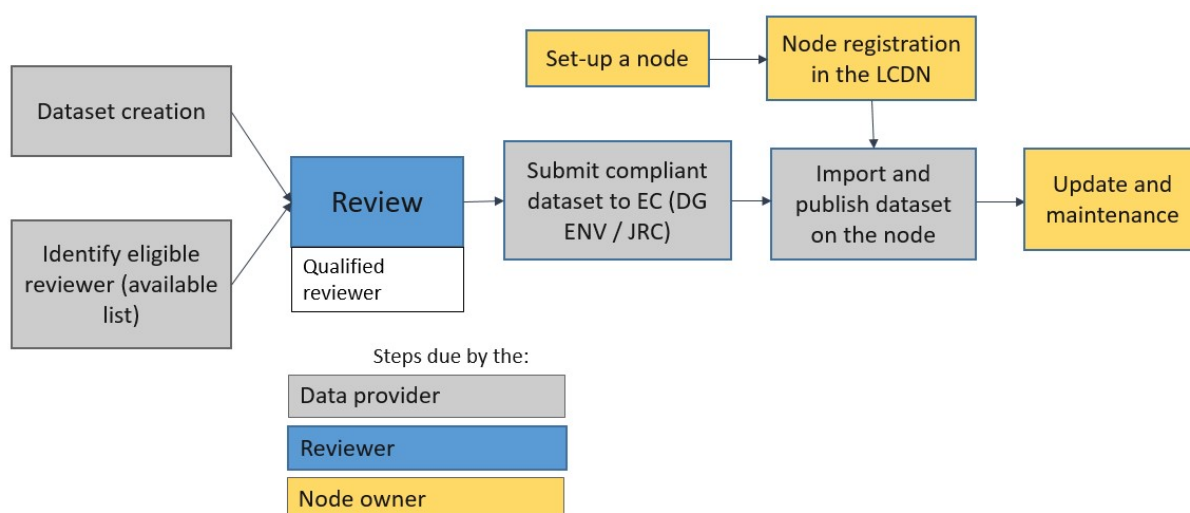 Set-up a node
Node registration
in the LCDN
Dataset creation
Identify eligible
reviewer (available
list)
Review
Qualified
reviewer
Submit compliant
dataset to EC (DG
ENV / JRC)
Import and
publish dataset
on the node
Update and
maintenance
Steps due by the:
Data provider
Reviewer
Node owner